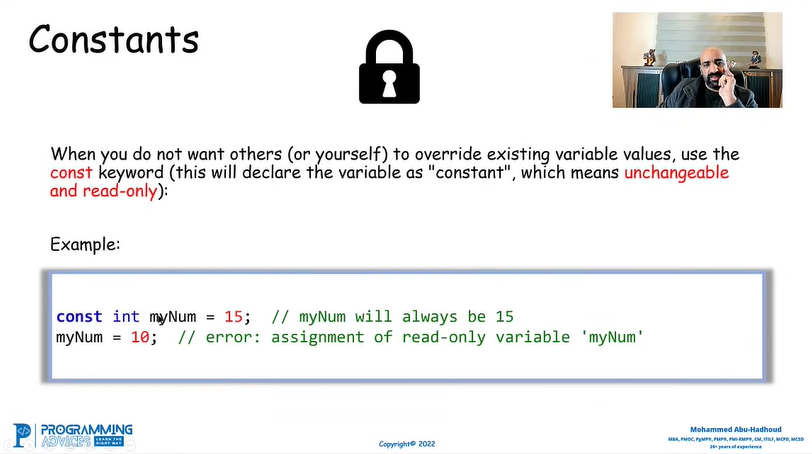 Constants
When you do not want others (or yourself) to override existing variable values, use the
const keyword (this will declare the variable as "constant", which means unchangeable
and read-only):
Example:
const int myNum = 15;  // myNum will always be 15
myNum = 10;  // error: assignment of read-only variable 'myNum'
PROGRAMMING
ADVICES LEARN THE RIGHT WAY
Copyright© 2022
Mohammed Abu-Hadhoud
MBA, PMOC, PgMP®, PMP®, PMI-RMP®, CM, ITILF, MCPD, MCSD
26+ years of experience